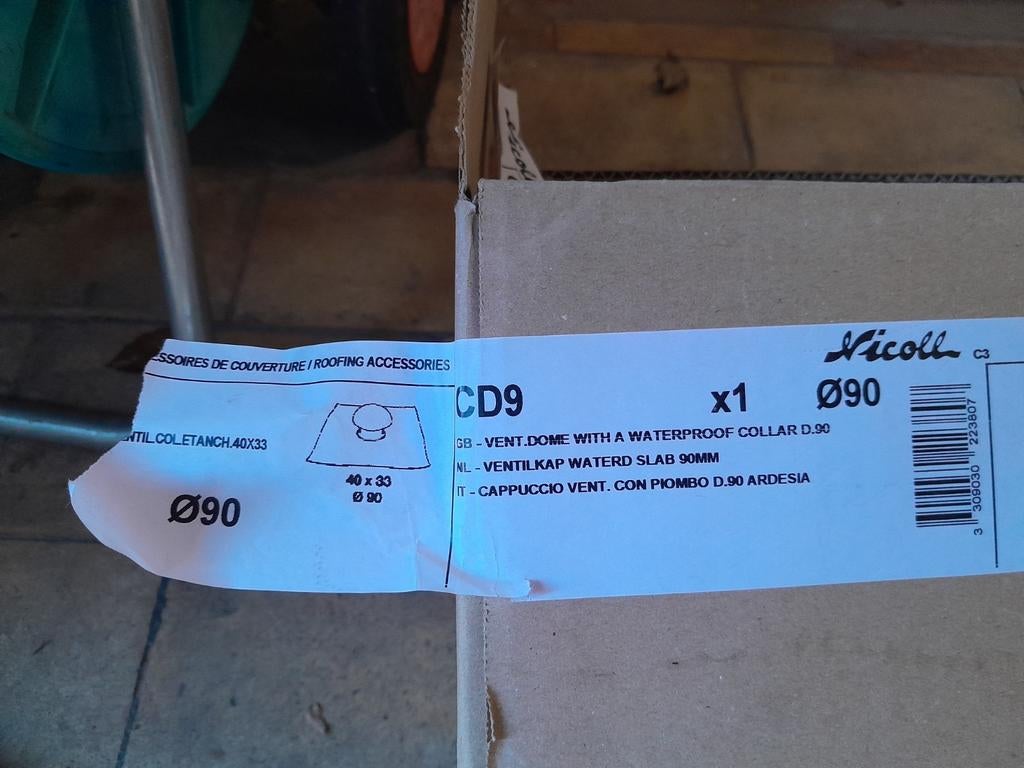 ESSOIRES DE COUVERTURE / ROOFING ACCESSORIES
NTIL.COLETANCH.40X33
Ø90
40 x 33
Ø 90
Nicoll
C3
CD9 x1 Ø90
GB - VENT.DOME WITH A WATERPROOF COLLAR D.90
NL - VENTILKAP WATERD SLAB 90MM
IT - CAPPUCCIO VENT. CON PIOMBO D.90 ARDESIA
3 309030 223807